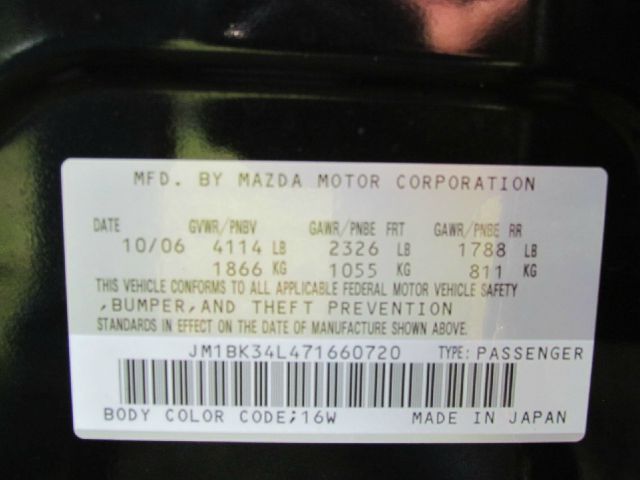 MFD. BY MAZDA MOTOR CORPORATION
DATE GVWR/PNBV GAWR/PNBE FRT GAWR/PNBE RR
10/06 4114 LB 2326 LB 1788 LB
1866 KG 1055 KG 811 KG
THIS VEHICLE CONFORMS TO ALL APPLICABLE FEDERAL MOTOR VEHICLE SAFETY
,BUMPER,AND THEFT PREVENTION
STANDARDS IN EFFECT ON THE DATE OF MANUFACTURE SHOWN ABOVE.
JM1BK34L471660720 TYPE: PASSENGER
BODY COLOR CODE;16W MADE IN JAPAN